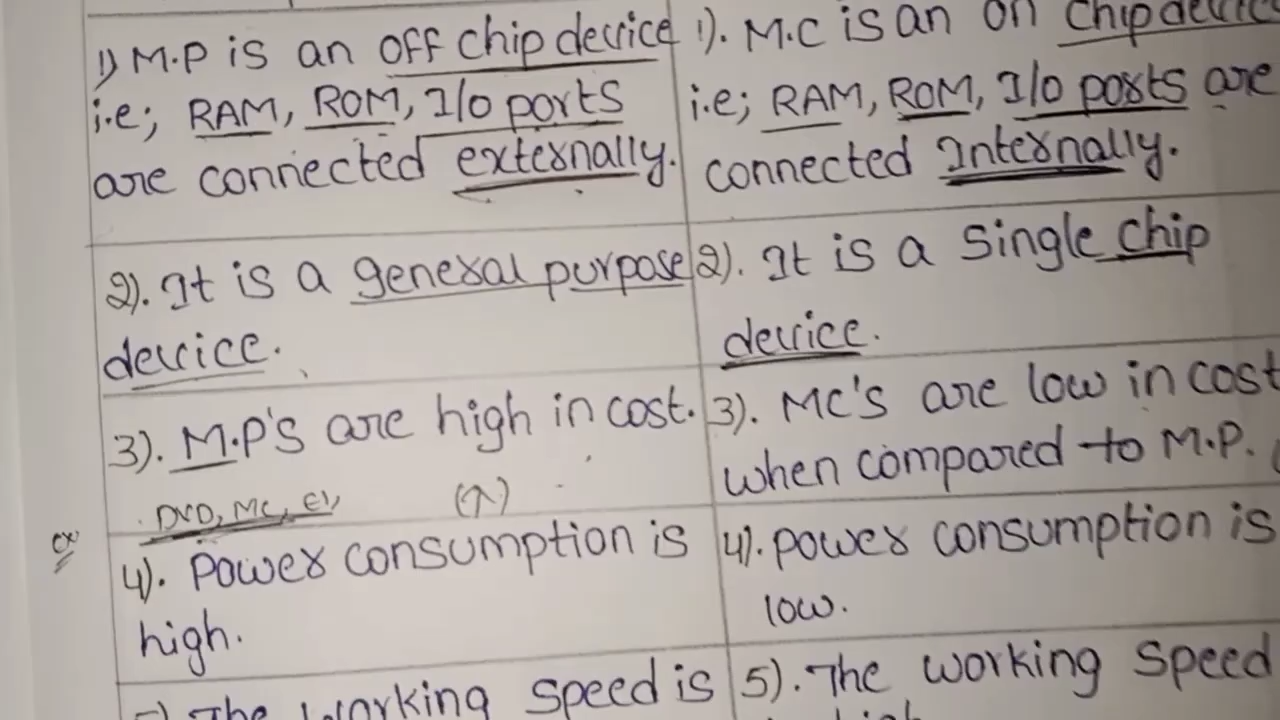 1) M.P is an OFF chip device
i.e; RAM, ROM, I/O ports
are connected externally.
2). It is a general purpose
device.
3). M.P'S are high in cost.
DVD, MC,
(↑)
ex
4). Power consumption is
high.
The working speed is
1). M.C is an on chip device
i.e; RAM, ROM, I/O ports are
connected Internally.
2). It is a single chip
device.
3). MC's are low in cost
when compared to M.P.
4). power consumption is
low.
5). The working speed